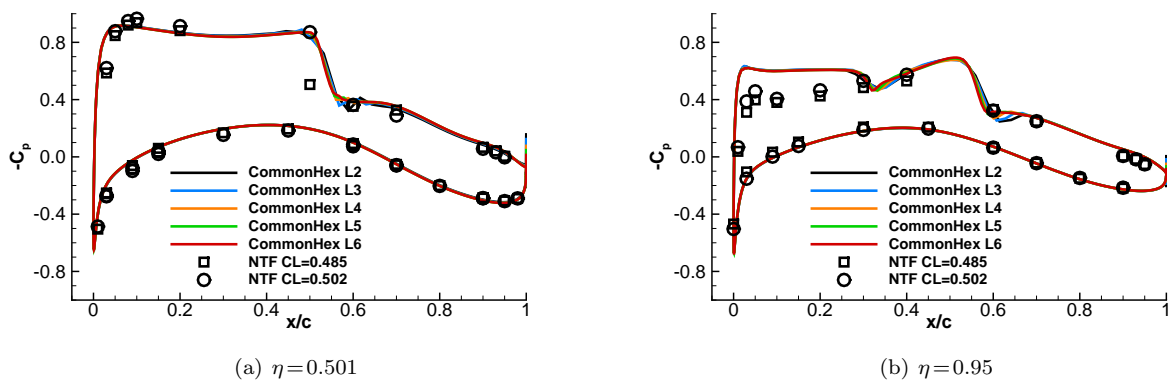 -Cp
0.8
0.4
0.0
-0.4
-0.8
0 0.2 0.4 0.6 0.8 1
x/c
CommonHex L2
CommonHex L3
CommonHex L4
CommonHex L5
CommonHex L6
NTF CL=0.485
NTF CL=0.502
(a) η=0.501
-Cp
0.8
0.4
0.0
-0.4
-0.8
0 0.2 0.4 0.6 0.8 1
x/c
CommonHex L2
CommonHex L3
CommonHex L4
CommonHex L5
CommonHex L6
NTF CL=0.485
NTF CL=0.502
(b) η=0.95